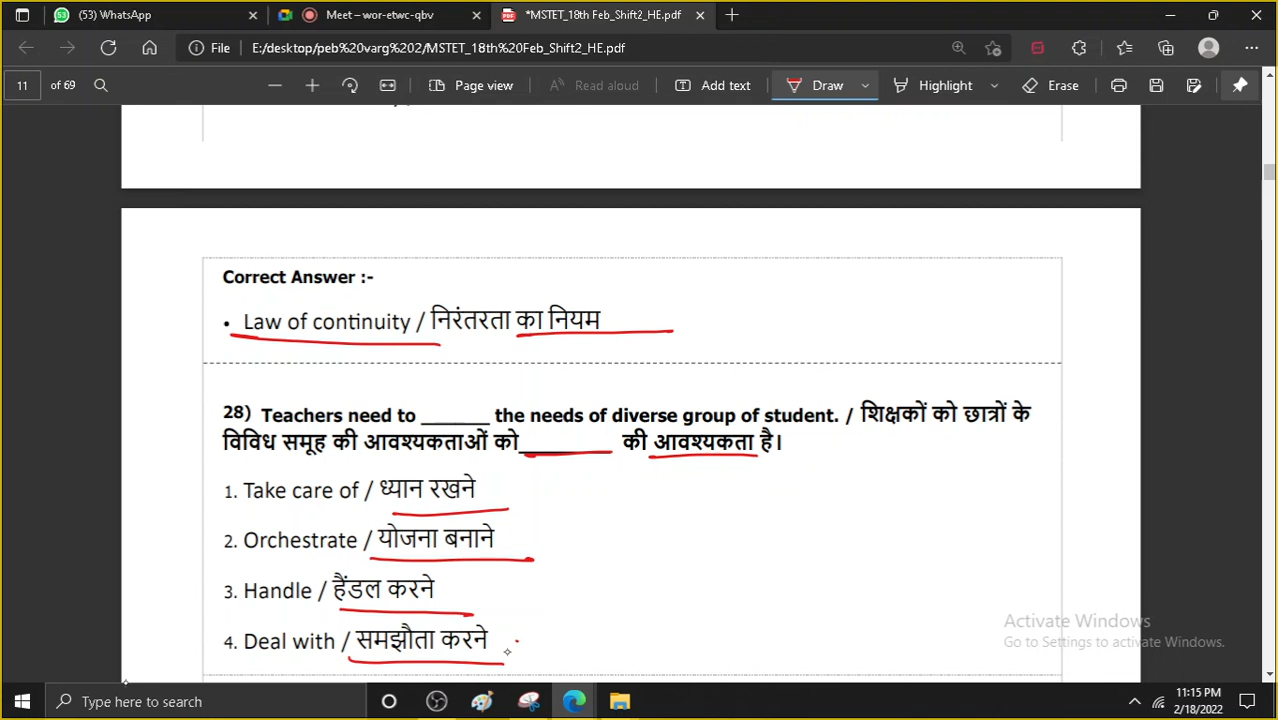 (53) WhatsApp
Meet – wor-etwc-qbv
*MSTET_18th Feb_Shift2_HE.pdf
File
E:/desktop/peb%20varg%202/MSTET_18th%20Feb_Shift2_HE.pdf
11 of 69
Page view
Read aloud
Add text
Draw
Highlight
Erase
Correct Answer :-
• Law of continuity / निरंतरता का नियम
28) Teachers need to _______ the needs of diverse group of student. / शिक्षकों को छात्रों के
विविध समूह की आवश्यकताओं को_________ की आवश्यकता है।
1. Take care of / ध्यान रखने
2. Orchestrate / योजना बनाने
3. Handle / हैंडल करने
4. Deal with / समझौता करने
Activate Windows
Go to Settings to activate Windows.
Type here to search
11:15 PM
2/18/2022